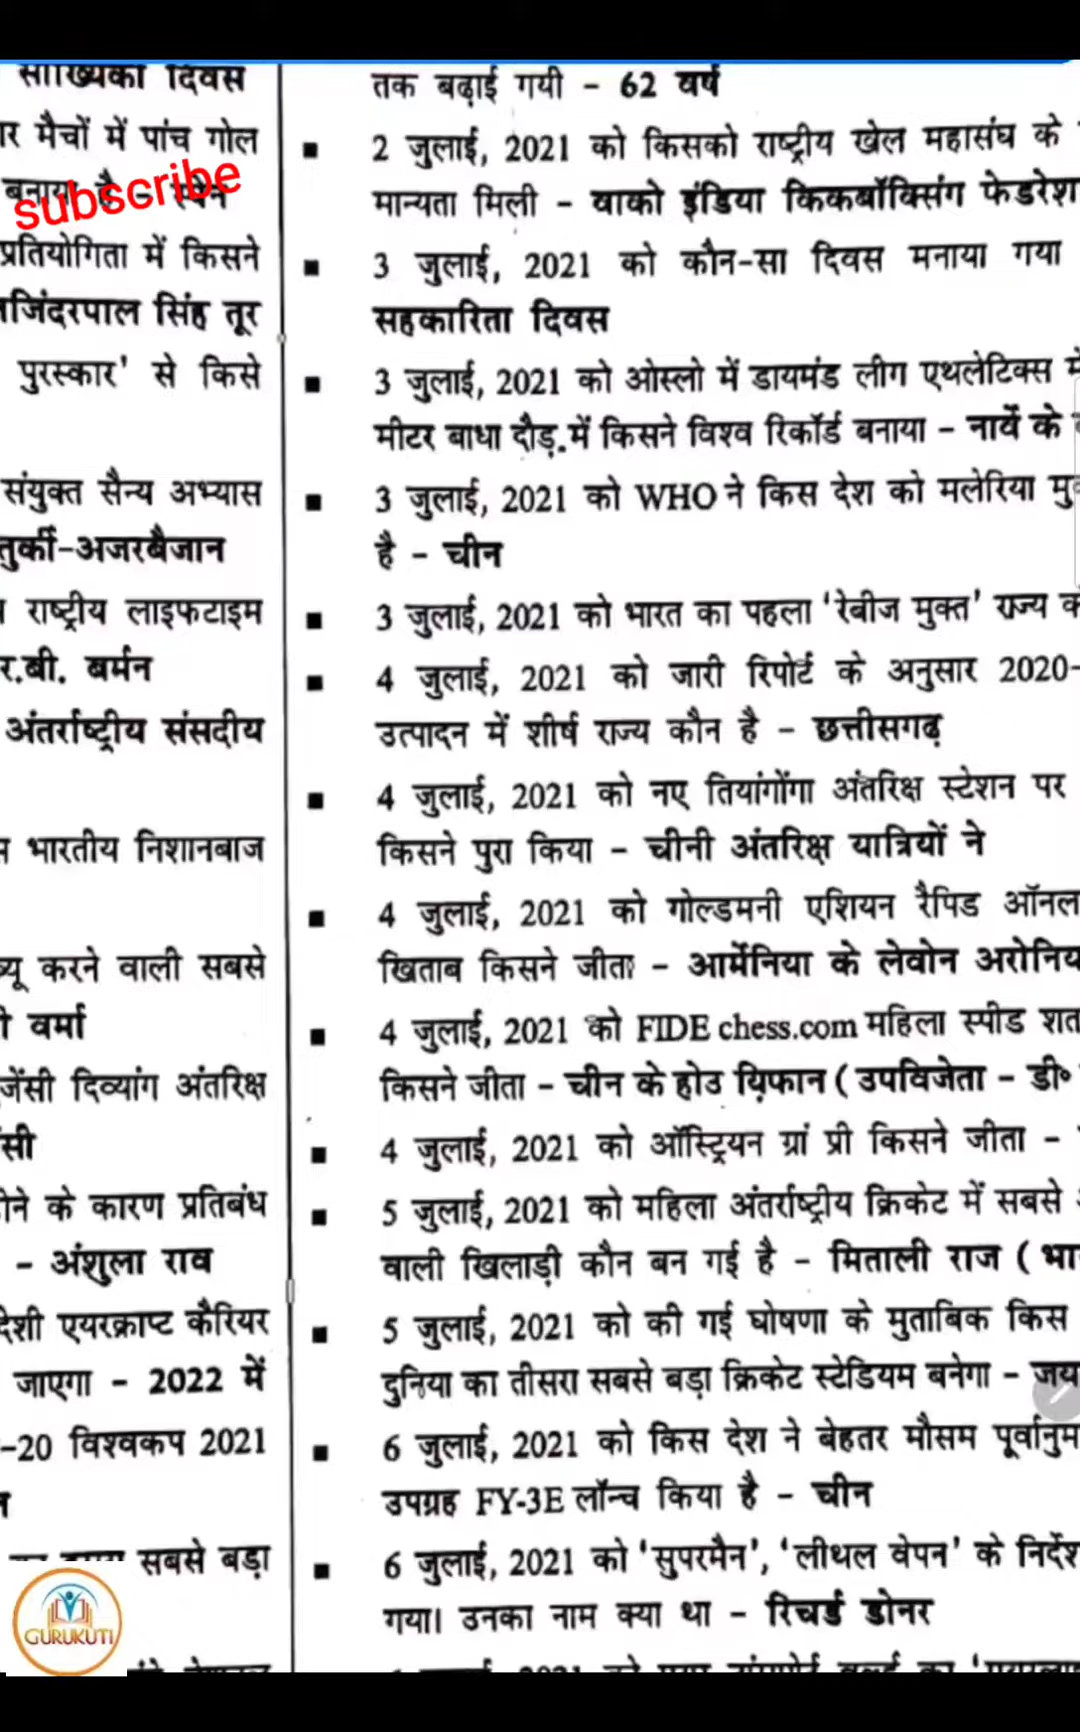 सांख्यिकी दिवस
मैचों में पांच गोल
बनाया है - स्पेन
subscribe
प्रतियोगिता में किसने
तजिंदरपाल सिंह तूर
पुरस्कार' से किसे
संयुक्त सैन्य अभ्यास
तुर्की-अजरबैजान
राष्ट्रीय लाइफटाइम
र.बी. बर्मन
अंतर्राष्ट्रीय संसदीय
भारतीय निशानबाज
करने वाली सबसे
वर्मा
दिव्यांग अंतरिक्ष
के कारण प्रतिबंध
- अंशुला राव
एयरक्राप्ट कैरियर
जाएगा - 2022 में
-20 विश्वकप 2021
सबसे बड़ा
GURUKUTI
तक बढ़ाई गयी - 62 वर्ष
▪ 2 जुलाई, 2021 को किसको राष्ट्रीय खेल महासंघ के
मान्यता मिली - वाको इंडिया किकबॉक्सिंग फेडरेश
▪ 3 जुलाई, 2021 को कौन-सा दिवस मनाया गया
सहकारिता दिवस
▪ 3 जुलाई, 2021 को ओस्लो में डायमंड लीग एथलेटिक्स में
मीटर बाधा दौड़ में किसने विश्व रिकॉर्ड बनाया - नार्वे के
▪ 3 जुलाई, 2021 को WHO ने किस देश को मलेरिया मु
है - चीन
▪ 3 जुलाई, 2021 को भारत का पहला 'रेबीज मुक्त' राज्य
▪ 4 जुलाई, 2021 को जारी रिपोर्ट के अनुसार 2020-
उत्पादन में शीर्ष राज्य कौन है - छत्तीसगढ़
▪ 4 जुलाई, 2021 को नए तियांगोंगा अंतरिक्ष स्टेशन पर
किसने पुरा किया - चीनी अंतरिक्ष यात्रियों ने
▪ 4 जुलाई, 2021 को गोल्डमनी एशियन रैपिड ऑनल
खिताब किसने जीता - आर्मेनिया के लेवोन अरोनिय
▪ 4 जुलाई, 2021 को FIDE chess.com महिला स्पीड शत
किसने जीता - चीन के होउ य़िफान ( उपविजेता - डी॰
▪ 4 जुलाई, 2021 को ऑस्ट्रियन ग्रां प्री किसने जीता -
▪ 5 जुलाई, 2021 को महिला अंतर्राष्ट्रीय क्रिकेट में सबसे
वाली खिलाड़ी कौन बन गई है - मिताली राज ( भा
▪ 5 जुलाई, 2021 को की गई घोषणा के मुताबिक किस
दुनिया का तीसरा सबसे बड़ा क्रिकेट स्टेडियम बनेगा - जय
▪ 6 जुलाई, 2021 को किस देश ने बेहतर मौसम पूर्वानुम
उपग्रह FY-3E लॉन्च किया है - चीन
▪ 6 जुलाई, 2021 को 'सुपरमैन', 'लीथल वेपन' के निर्देश
गया। उनका नाम क्या था - रिचर्ड डोनर